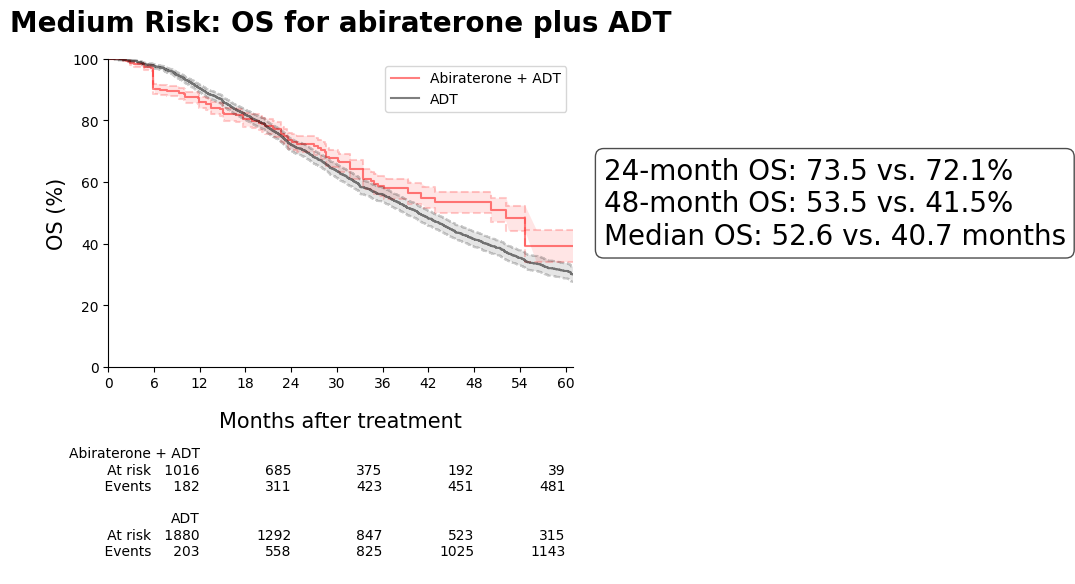 Medium Risk: OS for abiraterone plus ADT
100
80
60
40
20
0
OS (%)
Abiraterone + ADT
ADT
0 6 12 18 24 30 36 42 48 54 60
Months after treatment
24-month OS: 73.5 vs. 72.1%
48-month OS: 53.5 vs. 41.5%
Median OS: 52.6 vs. 40.7 months
Abiraterone + ADT
At risk 1016 685 375 192 39
Events 182 311 423 451 481
ADT
At risk 1880 1292 847 523 315
Events 203 558 825 1025 1143